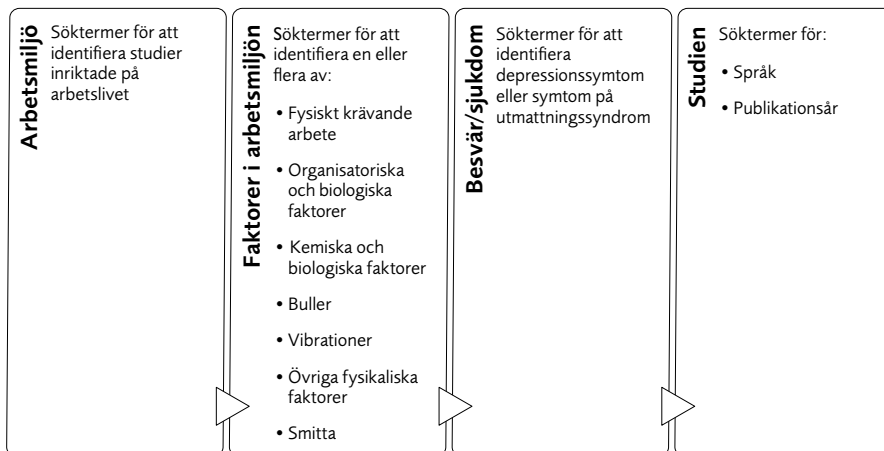 Arbetsmiljö
Söktermer för att
identifiera studier
inriktade på
arbetslivet
Faktorer i arbetsmiljön
Söktermer för att
identifiera en eller
flera av:
• Fysiskt krävande
arbete
• Organisatoriska
och biologiska
faktorer
• Kemiska och
biologiska faktorer
• Buller
• Vibrationer
• Övriga fysikaliska
faktorer
• Smitta
Besvär/sjukdom
Söktermer för att
identifiera
depressionssymtom
eller symtom på
utmattningssyndrom
Studien
Söktermer för:
• Språk
• Publikationsår